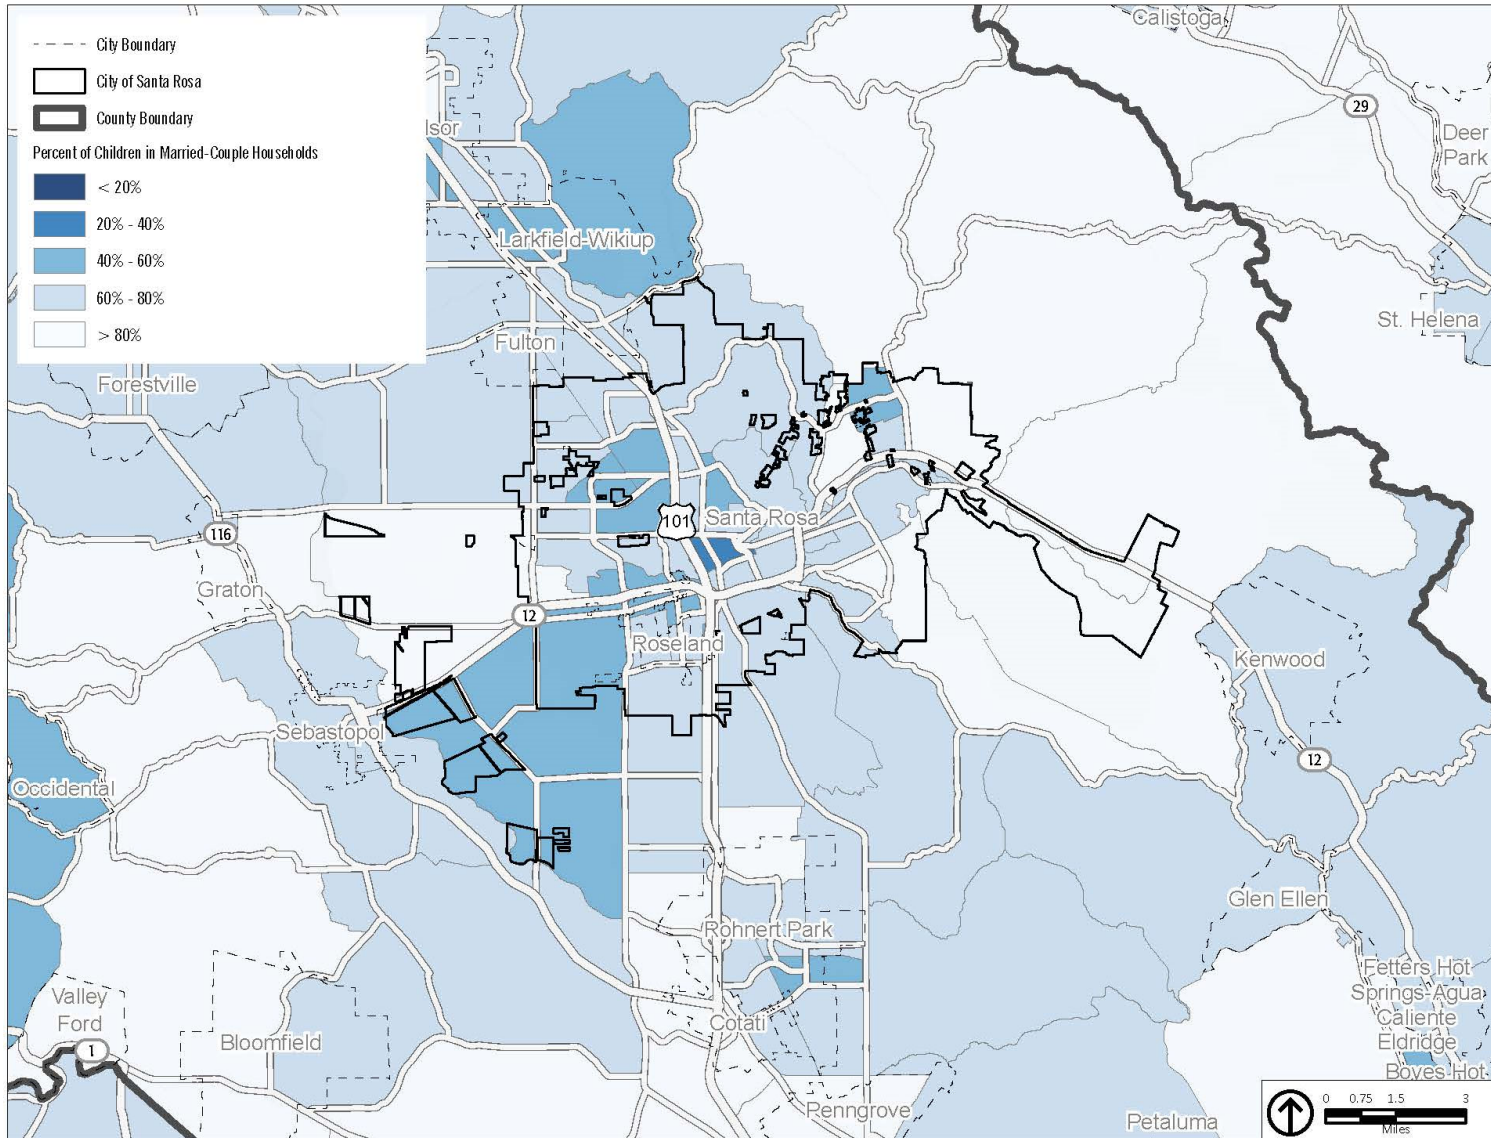 City Boundary
City of Santa Rosa
County Boundary
Percent of Children in Married-Couple Households
< 20%
20% - 40%
40% - 60%
60% - 80%
> 80%
Calistoga
29
Deer
Park
lsor
Larkfield-Wikiup
St. Helena
Fulton
Forestville
101
Santa Rosa
116
Graton
12
Roseland
Kenwood
Sebastopol
12
Occidental
Glen Ellen
Rohnert Park
Fetters Hot
Springs-Agua
Caliente
Eldridge
Boyes Hot
Valley
Ford
1
Bloomfield
Cotati
Penngrove
Petaluma
0 0.75 1.5 3
Miles